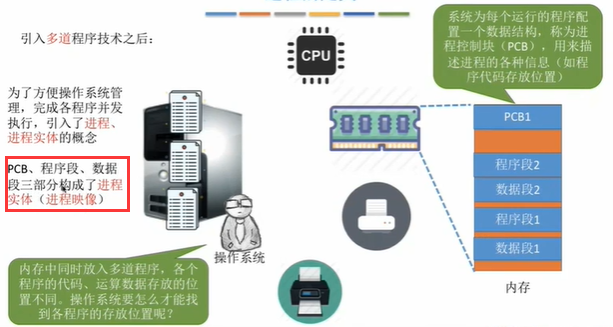 引入多道程序技术之后：
为了方便操作系统管
理，完成各程序并发
执行，引入了进程、
进程实体的概念
PCB、程序段、数据
段三部分构成了进程
实体（进程映像）
操作系统
内存中同时放入多道程序，各个
程序的代码、运算数据存放的位
置不同。操作系统要怎么才能找
到各程序的存放位置呢？
CPU
系统为每个运行的程序配
置一个数据结构，称为进
程控制块（PCB），用来
描述进程的各种信息（如程
序代码存放位置）
PCB1
程序段2
数据段2
程序段1
数据段1
内存